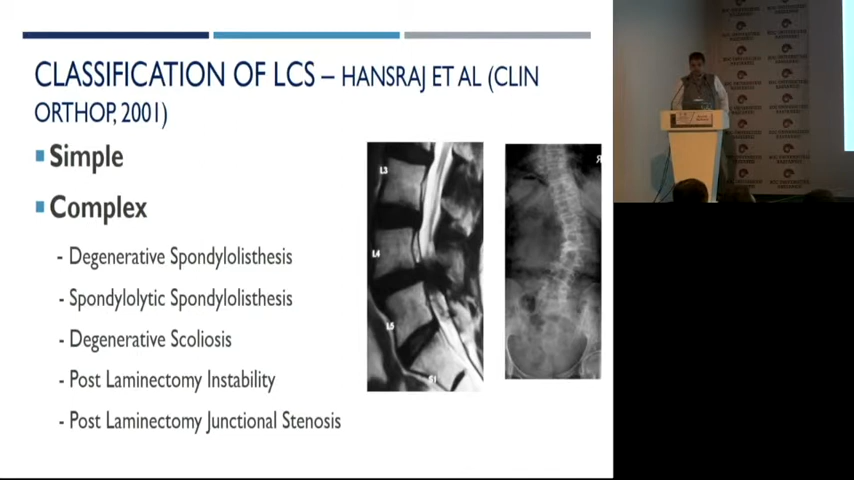 CLASSIFICATION OF LCS – HANSRAJ ET AL (CLIN
ORTHOP, 2001)
Simple
Complex
- Degenerative Spondylolisthesis
- Spondylolytic Spondylolisthesis
- Degenerative Scoliosis
- Post Laminectomy Instability
- Post Laminectomy Junctional Stenosis
L3
L4
L5
S1
R